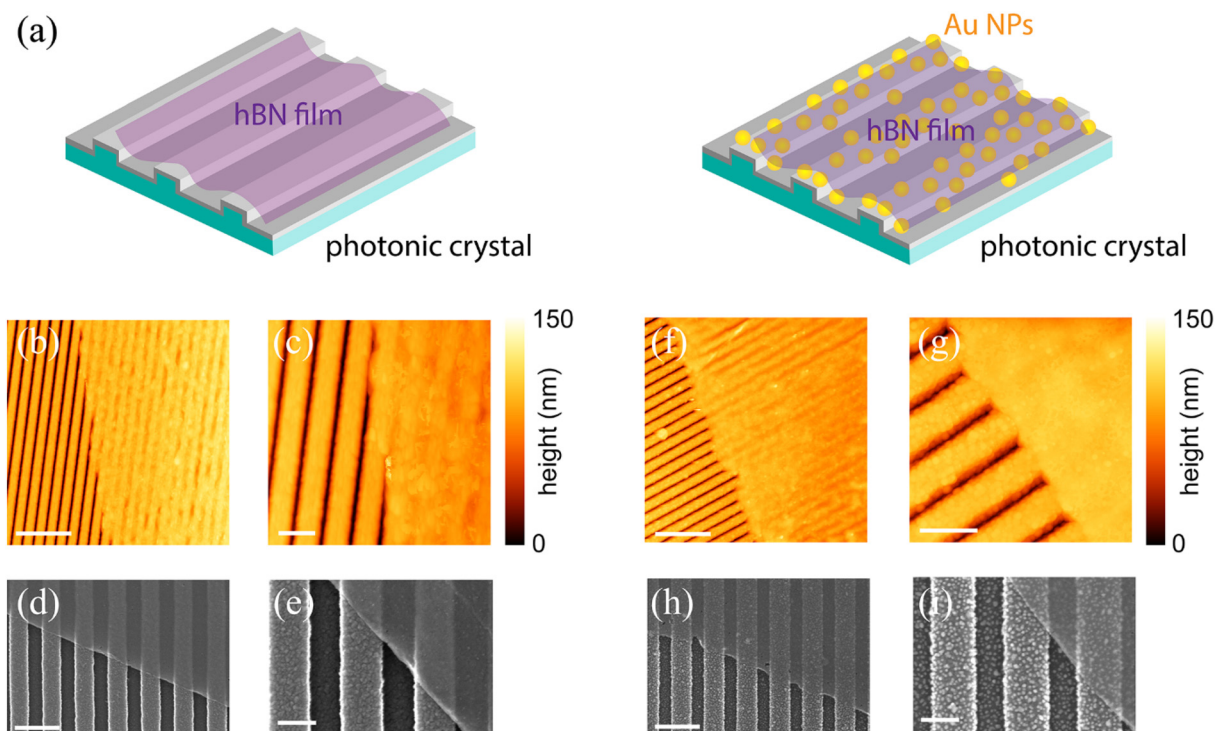 (a)
Au NPs
hBN film
hBN film
photonic crystal
photonic crystal
(b)
(c)
150
height (nm)
0
(f)
(g)
150
height (nm)
0
(d)
(e)
(h)
(i)